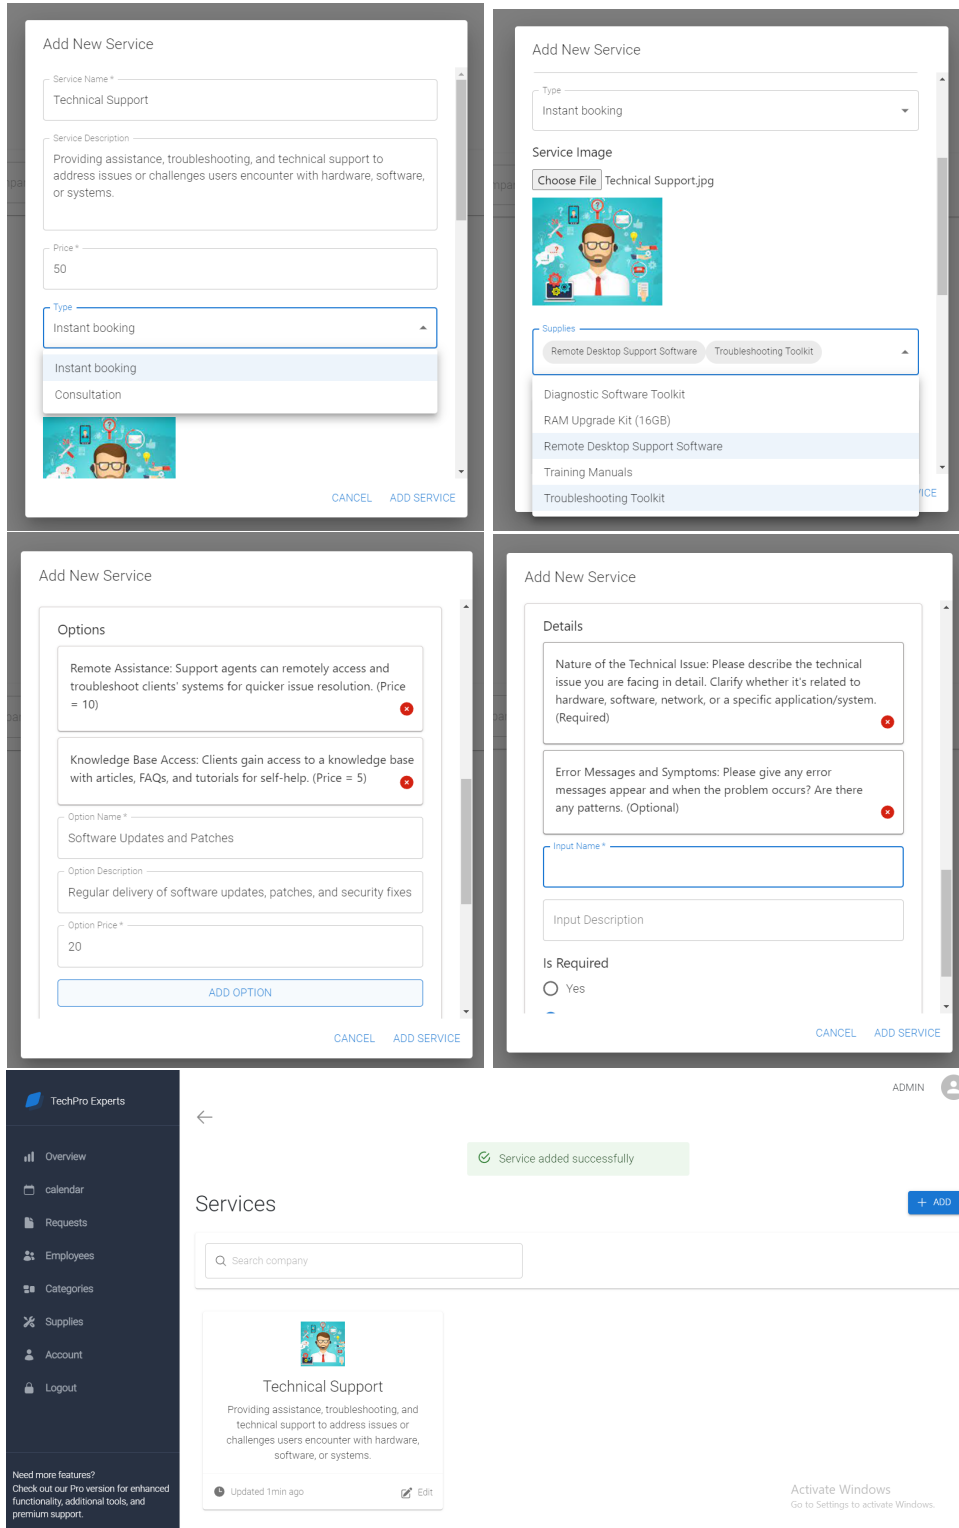 Add New Service
Service Name *
Technical Support
Service Description
Providing assistance, troubleshooting, and technical support to
address issues or challenges users encounter with hardware, software,
or systems.
Price *
50
Type
Instant booking
Instant booking
Consultation
CANCEL ADD SERVICE
Add New Service
Type
Instant booking
Service Image
Choose File Technical Support.jpg
Supplies
Remote Desktop Support Software Troubleshooting Toolkit
Diagnostic Software Toolkit
RAM Upgrade Kit (16GB)
Remote Desktop Support Software
Training Manuals
Troubleshooting Toolkit
Add New Service
Options
Remote Assistance: Support agents can remotely access and
troubleshoot clients' systems for quicker issue resolution. (Price
= 10)
Knowledge Base Access: Clients gain access to a knowledge base
with articles, FAQs, and tutorials for self-help. (Price = 5)
Option Name *
Software Updates and Patches
Option Description
Regular delivery of software updates, patches, and security fixes
Option Price *
20
ADD OPTION
CANCEL ADD SERVICE
Add New Service
Details
Nature of the Technical Issue: Please describe the technical
issue you are facing in detail. Clarify whether it's related to
hardware, software, network, or a specific application/system.
(Required)
Error Messages and Symptoms: Please give any error
messages appear and when the problem occurs? Are there
any patterns. (Optional)
Input Name *
Input Description
Is Required
Yes
CANCEL ADD SERVICE
TechPro Experts
Overview
calendar
Requests
Employees
Categories
Supplies
Account
Logout
Need more features?
Check out our Pro version for enhanced
functionality, additional tools, and
premium support.
ADMIN
Service added successfully
Services
+ ADD
Search company
Technical Support
Providing assistance, troubleshooting, and
technical support to address issues or
challenges users encounter with hardware,
software, or systems.
Updated 1min ago Edit
Activate Windows
Go to Settings to activate Windows.